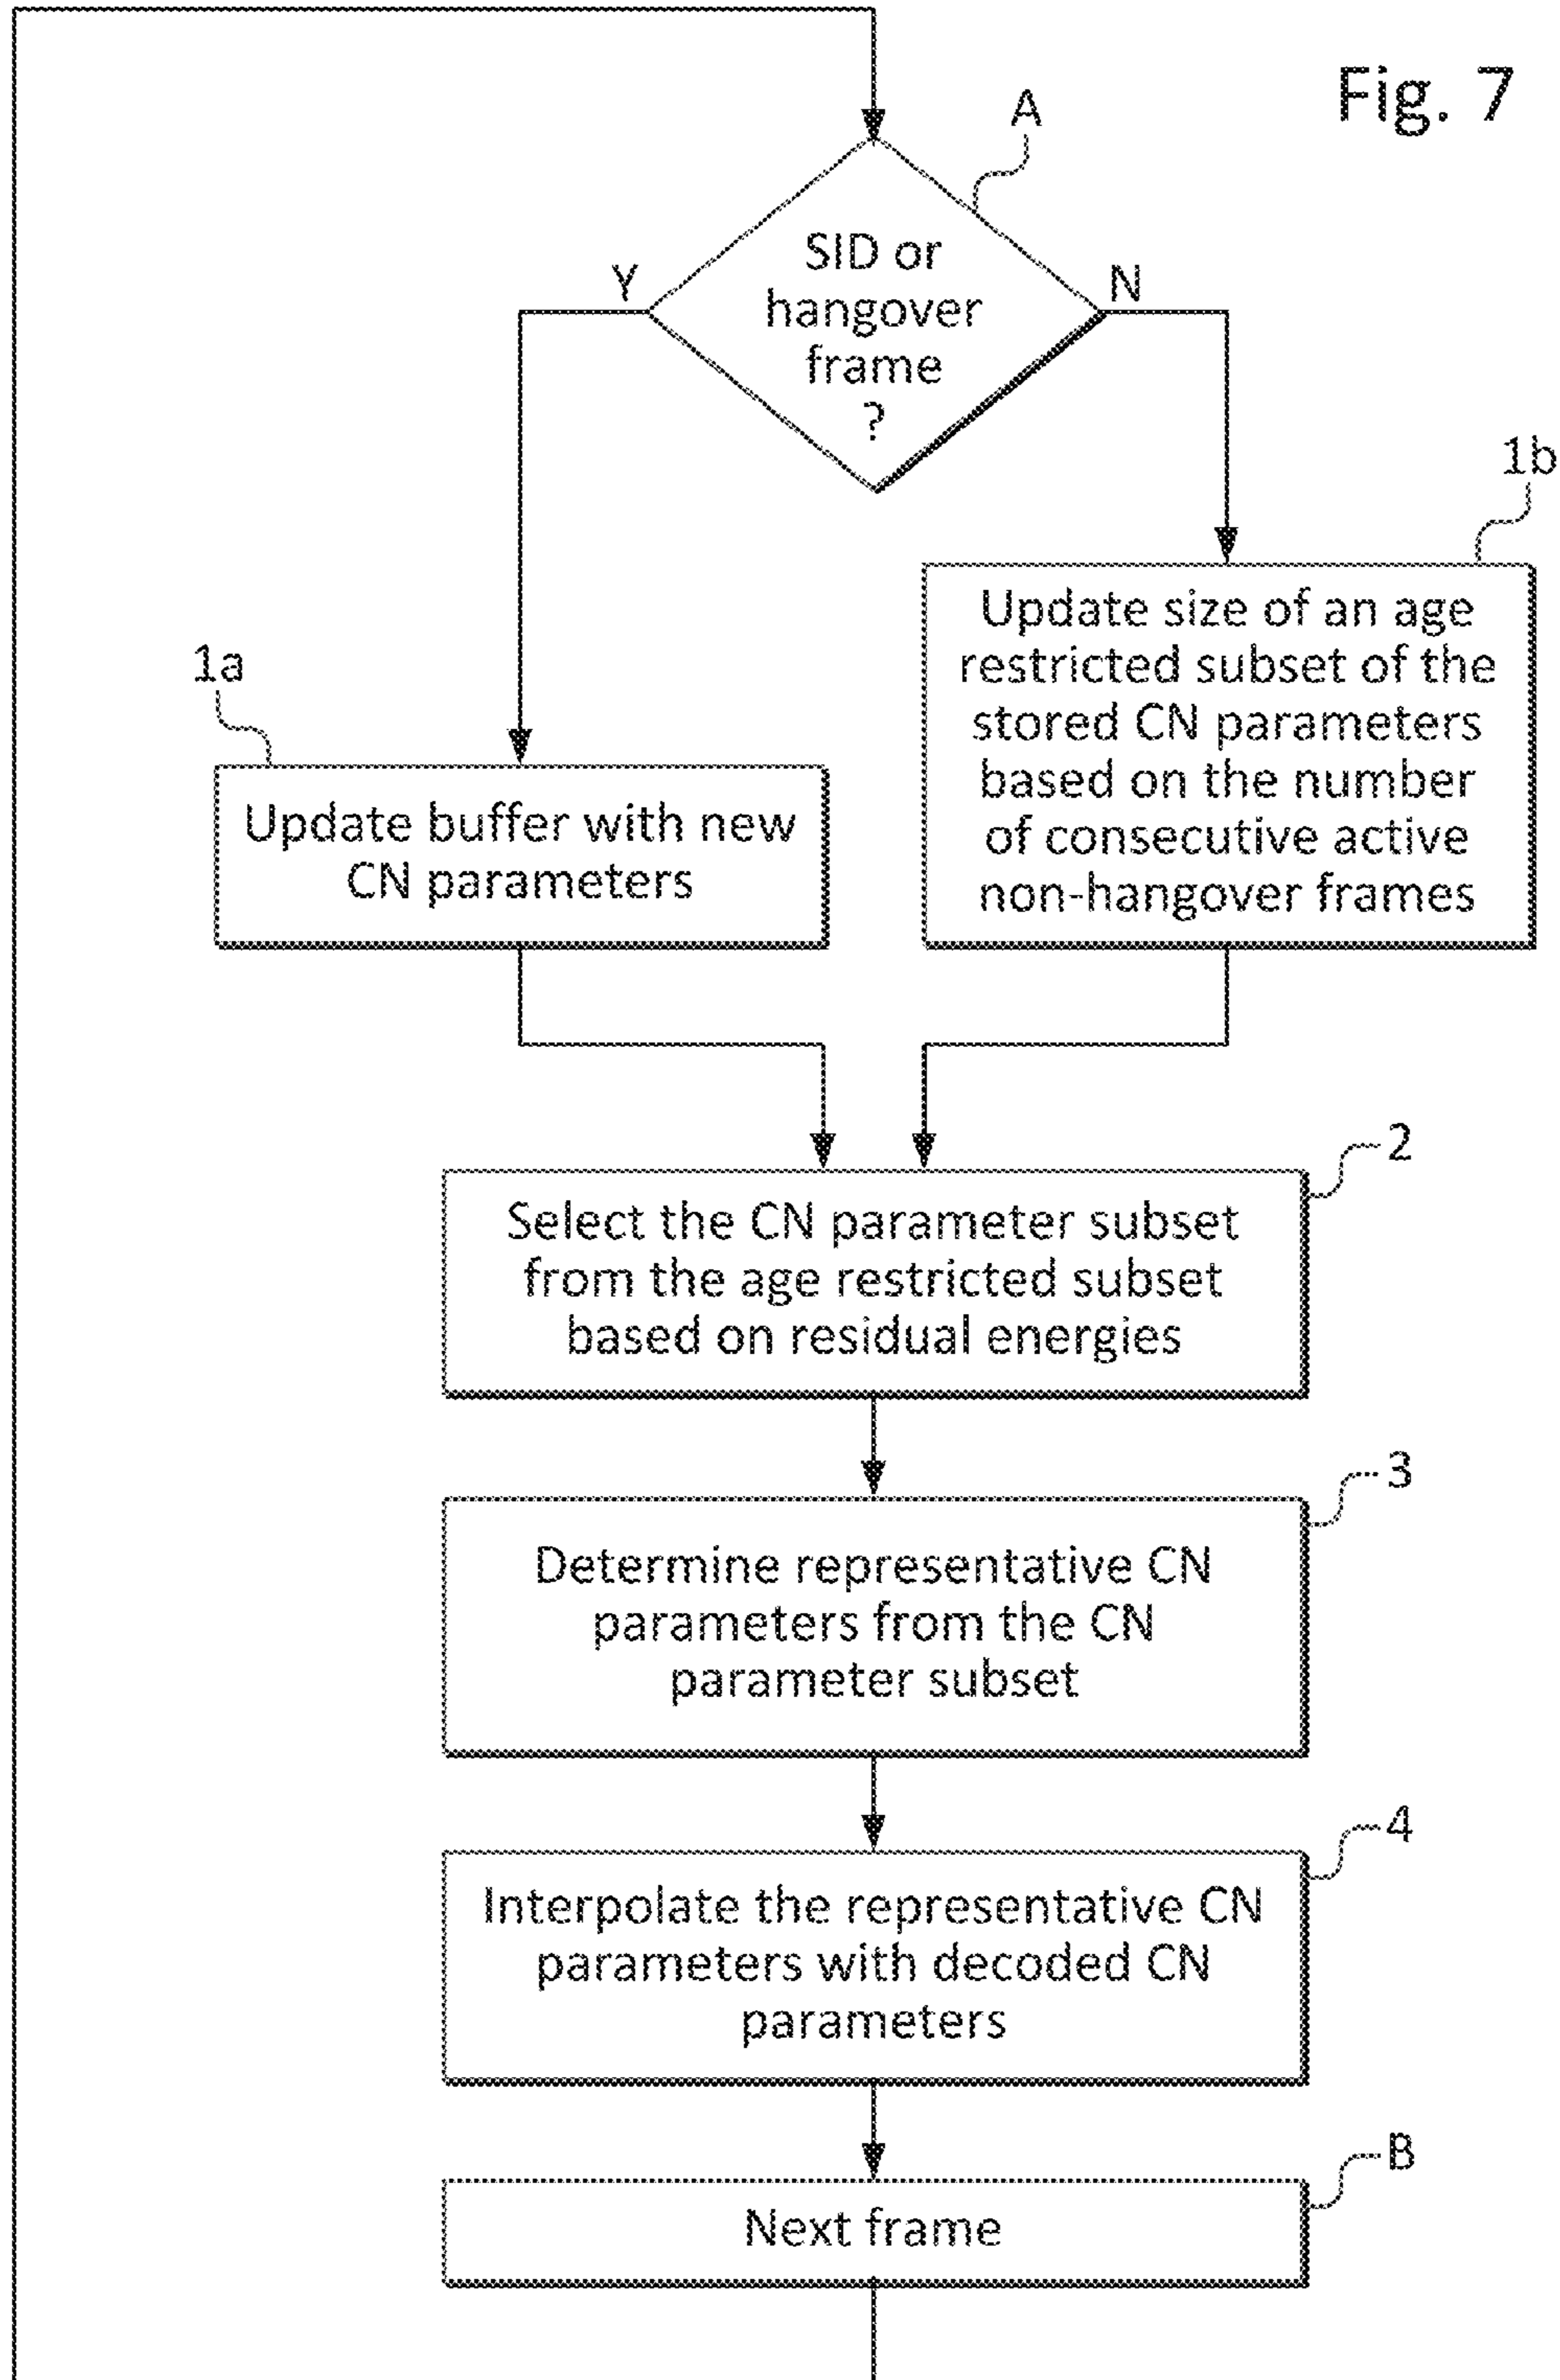 Fig. 7
A
SID or
hangover
frame
?
Y
N
1b
Update size of an age
restricted subset of the
stored CN parameters
based on the number
of consecutive active
non-hangover frames
1a
Update buffer with new
CN parameters
2
Select the CN parameter subset
from the age restricted subset
based on residual energies
3
Determine representative CN
parameters from the CN
parameter subset
4
Interpolate the representative CN
parameters with decoded CN
parameters
B
Next frame